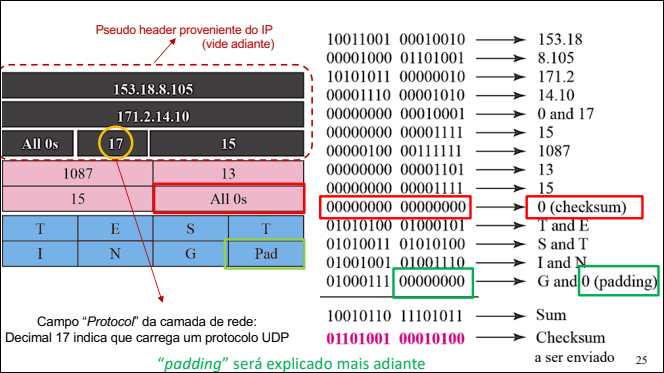 Pseudo header proveniente do IP
(vide adiante)
153.18.8.105
171.2.14.10
All 0s 17 15
1087 13
15 All 0s
T E S T
I N G Pad
Campo “Protocol” da camada de rede:
Decimal 17 indica que carrega um protocolo UDP
10011001 00010010 153.18
00001000 01101001 8.105
10101011 00000010 171.2
00001110 00001010 14.10
00000000 00010001 0 and 17
00000000 00001111 15
00000100 00111111 1087
00000000 00001101 13
00000000 00001111 15
00000000 00000000 0 (checksum)
01010100 01000101 T and E
01010011 01010100 S and T
01001001 01001110 I and N
01000111 00000000 G and 0 (padding)
10010110 11101011 Sum
01101001 00010100 Checksum
a ser enviado
“padding” será explicado mais adiante
25